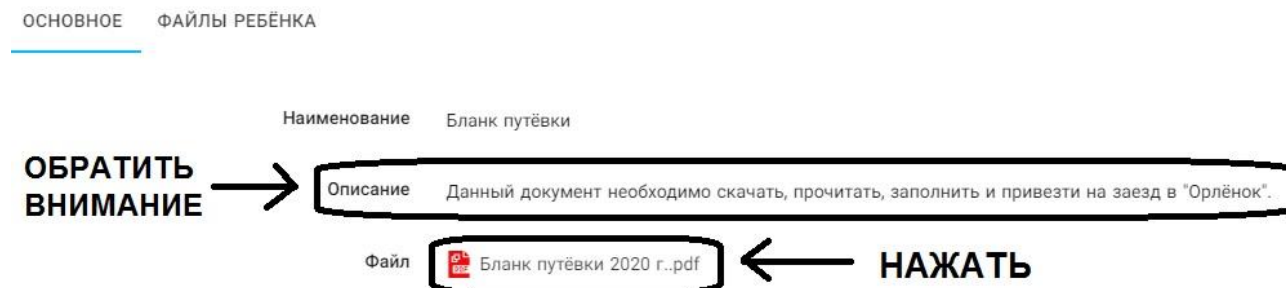 ОСНОВНОЕ ФАЙЛЫ РЕБЁНКА
Наименование Бланк путёвки
ОБРАТИТЬ
ВНИМАНИЕ
Описание Данный документ необходимо скачать, прочитать, заполнить и привезти на заезд в "Орлёнок".
Файл Бланк путёвки 2020 г..pdf НАЖАТЬ